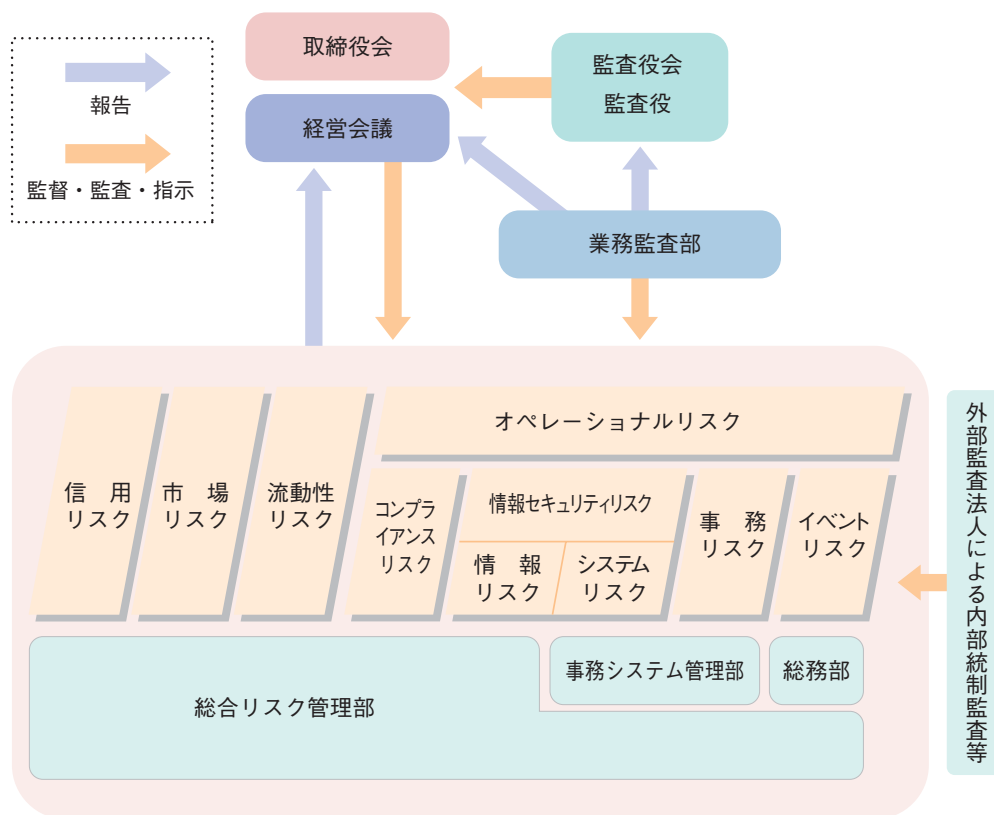 報告
監督・監査・指示
取締役会
経営会議
監査役会
監査役
業務監査部
信用
リスク
市場
リスク
流動性
リスク
オペレーショナルリスク
コンプラ
イアンス
リスク
情報セキュリティリスク
情報
リスク
システム
リスク
事務
リスク
イベント
リスク
総合リスク管理部
事務システム管理部
総務部
外部監査法人による内部統制監査等